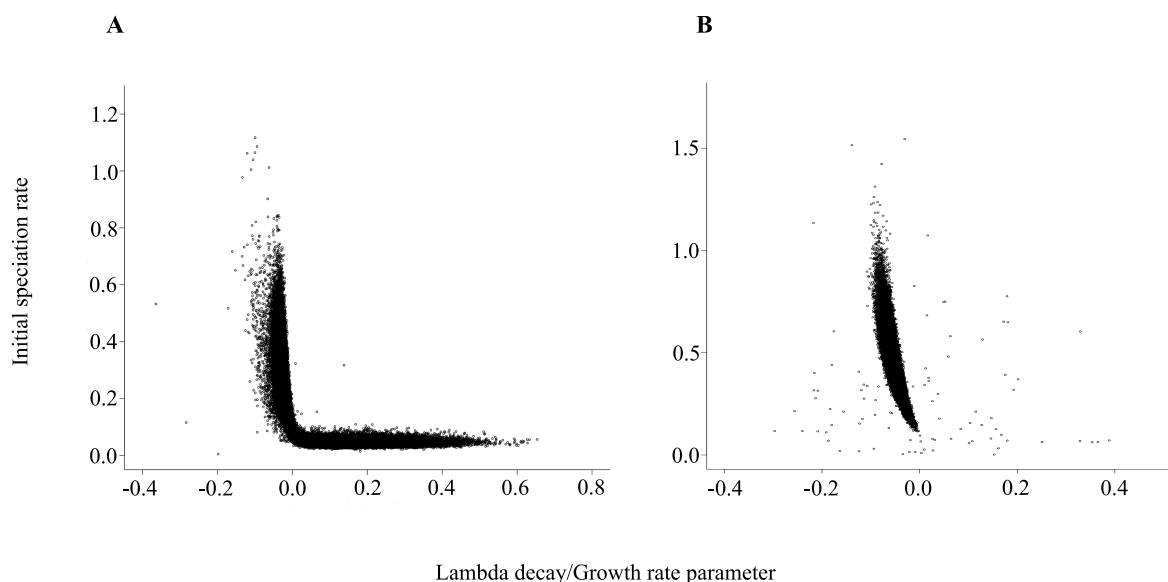 A
B
Initial speciation rate
1.2
1.0
0.8
0.6
0.4
0.2
0.0
-0.4 -0.2 0.0 0.2 0.4 0.6 0.8
1.5
1.0
0.5
0.0
-0.4 -0.2 0.0 0.2 0.4
Lambda decay/Growth rate parameter